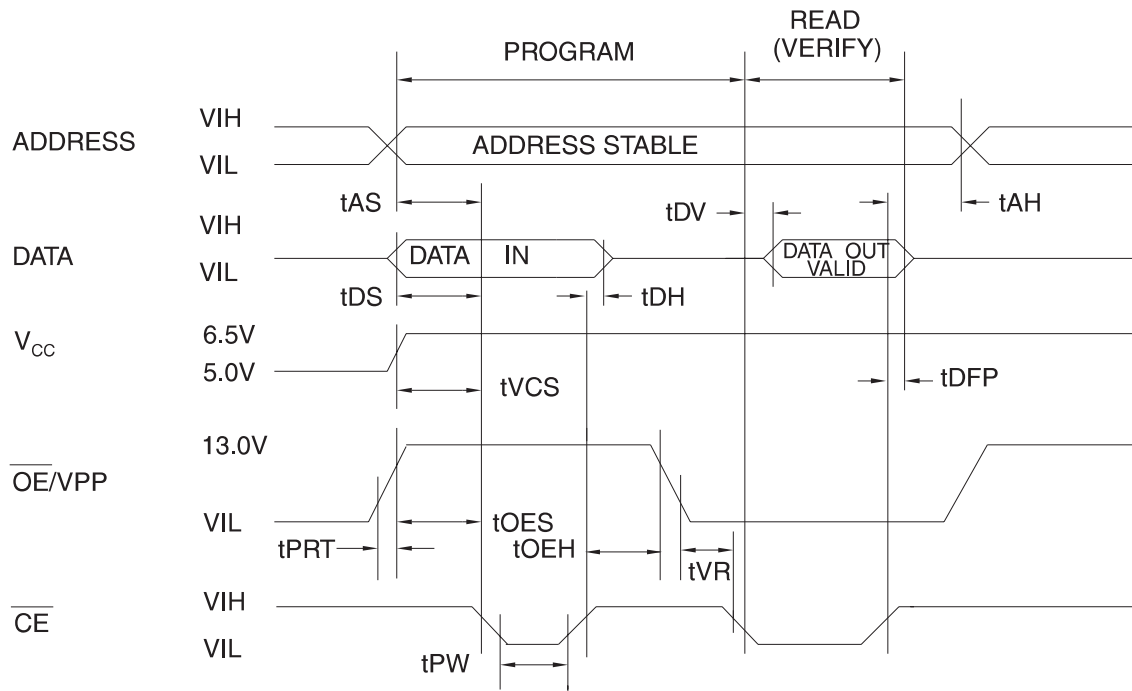 READ
(VERIFY)
PROGRAM
ADDRESS
VIH
VIL
ADDRESS STABLE
tAS
tDV
tAH
DATA
VIH
VIL
DATA IN
DATA OUT
VALID
tDS
tDH
VCC
6.5V
5.0V
tVCS
tDFP
OE/VPP
13.0V
VIL
tPRT
tOES
tOEH
tVR
CE
VIH
VIL
tPW